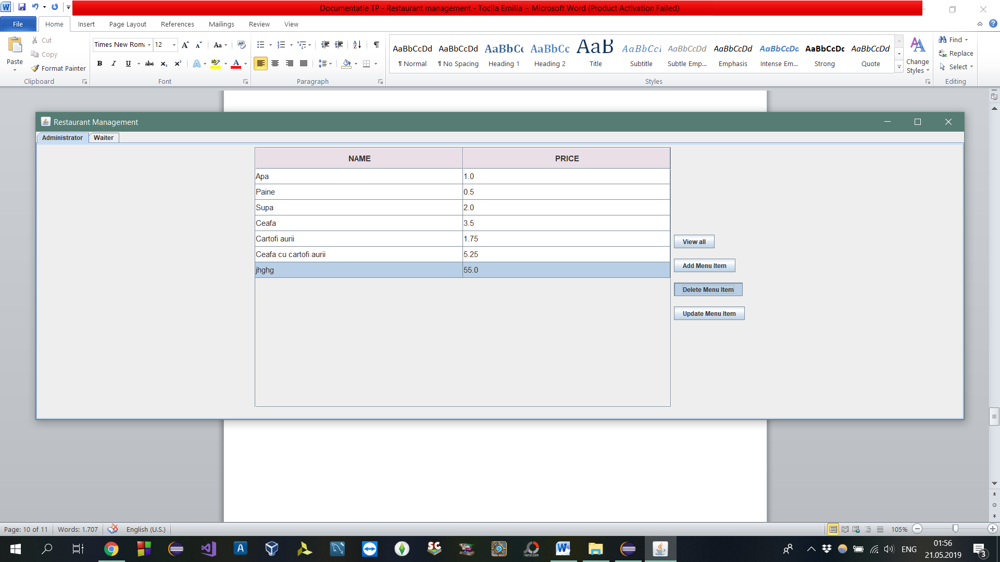 Documentatie TP - Restaurant management - Tocila Emilia - Microsoft Word (Product Activation Failed)
File Home Insert Page Layout References Mailings Review View
Paste
Cut
Copy
Format Painter
Clipboard
Times New Rom 12
Font
Paragraph
AaBbCcDd AaBbCcDd AaBbCc AaBbCc AaB AaBbCcI AaBbCcDd AaBbCcDd AaBbCcDd AaBbCcDc AaBbCcDd
¶ Normal ¶ No Spacing Heading 1 Heading 2 Title Subtitle Subtle Emp... Emphasis Intense Em... Strong Quote
Styles
Change Styles
Find
Replace
Select
Editing
Restaurant Management
Administrator Waiter
NAME PRICE
Apa 1.0
Paine 0.5
Supa 2.0
Ceafa 3.5
Cartofi aurii 1.75
Ceafa cu cartofi aurii 5.25
jhghg 55.0
View all
Add Menu Item
Delete Menu Item
Update Menu Item
Page: 10 of 11 Words: 1.707 English (U.S.) 105%
ENG
01:56
21.05.2019
3